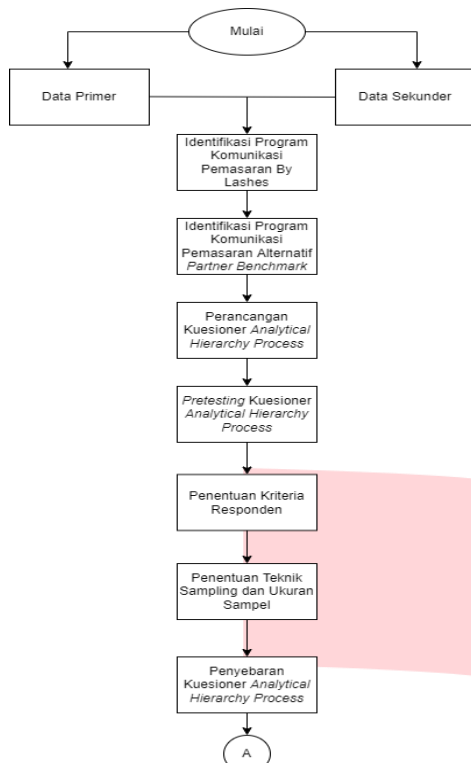 Mulai
Data Primer
Data Sekunder
Identifikasi Program
Komunikasi
Pemasaran By
Lashes
Identifikasi Program
Komunikasi
Pemasaran Alternatif
Partner Benchmark
Perancangan
Kuesioner Analytical
Hierarchy Process
Pretesting Kuesioner
Analytical Hierarchy
Process
Penentuan Kriteria
Responden
Penentuan Teknik
Sampling dan Ukuran
Sampel
Penyebaran
Kuesioner Analytical
Hierarchy Process
A